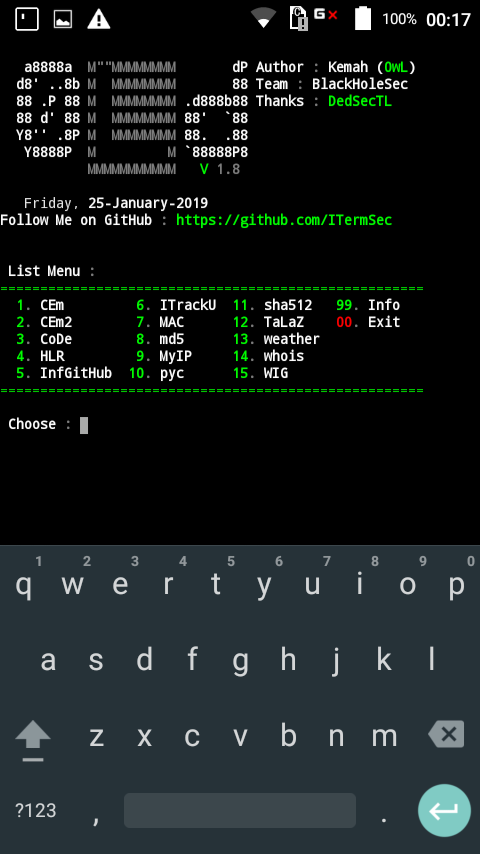 100% 00:17
a8888a M""MMMMMMMM dP Author : Kemah (OwL)
d8' ..8b M MMMMMMMM 88 Team : BlackHoleSec
88 .P 88 M MMMMMMMM .d888b88 Thanks : DedSecTL
88 d' 88 M MMMMMMMM 88' `88
Y8'' .8P M MMMMMMMM 88. .88
Y8888P M M `88888P8
MMMMMMMMMMM V 1.8
Friday, 25-January-2019
Follow Me on GitHub : https://github.com/ITermSec
List Menu :
=====================================================
1. CEm 6. ITrackU 11. sha512 99. Info
2. CEm2 7. MAC 12. TaLaZ 00. Exit
3. CoDe 8. md5 13. weather
4. HLR 9. MyIP 14. whois
5. InfGitHub 10. pyc 15. WIG
=====================================================
Choose :
1 2 3 4 5 6 7 8 9 0
q w e r t y u i o p
a s d f g h j k l
z x c v b n m
?123 , .